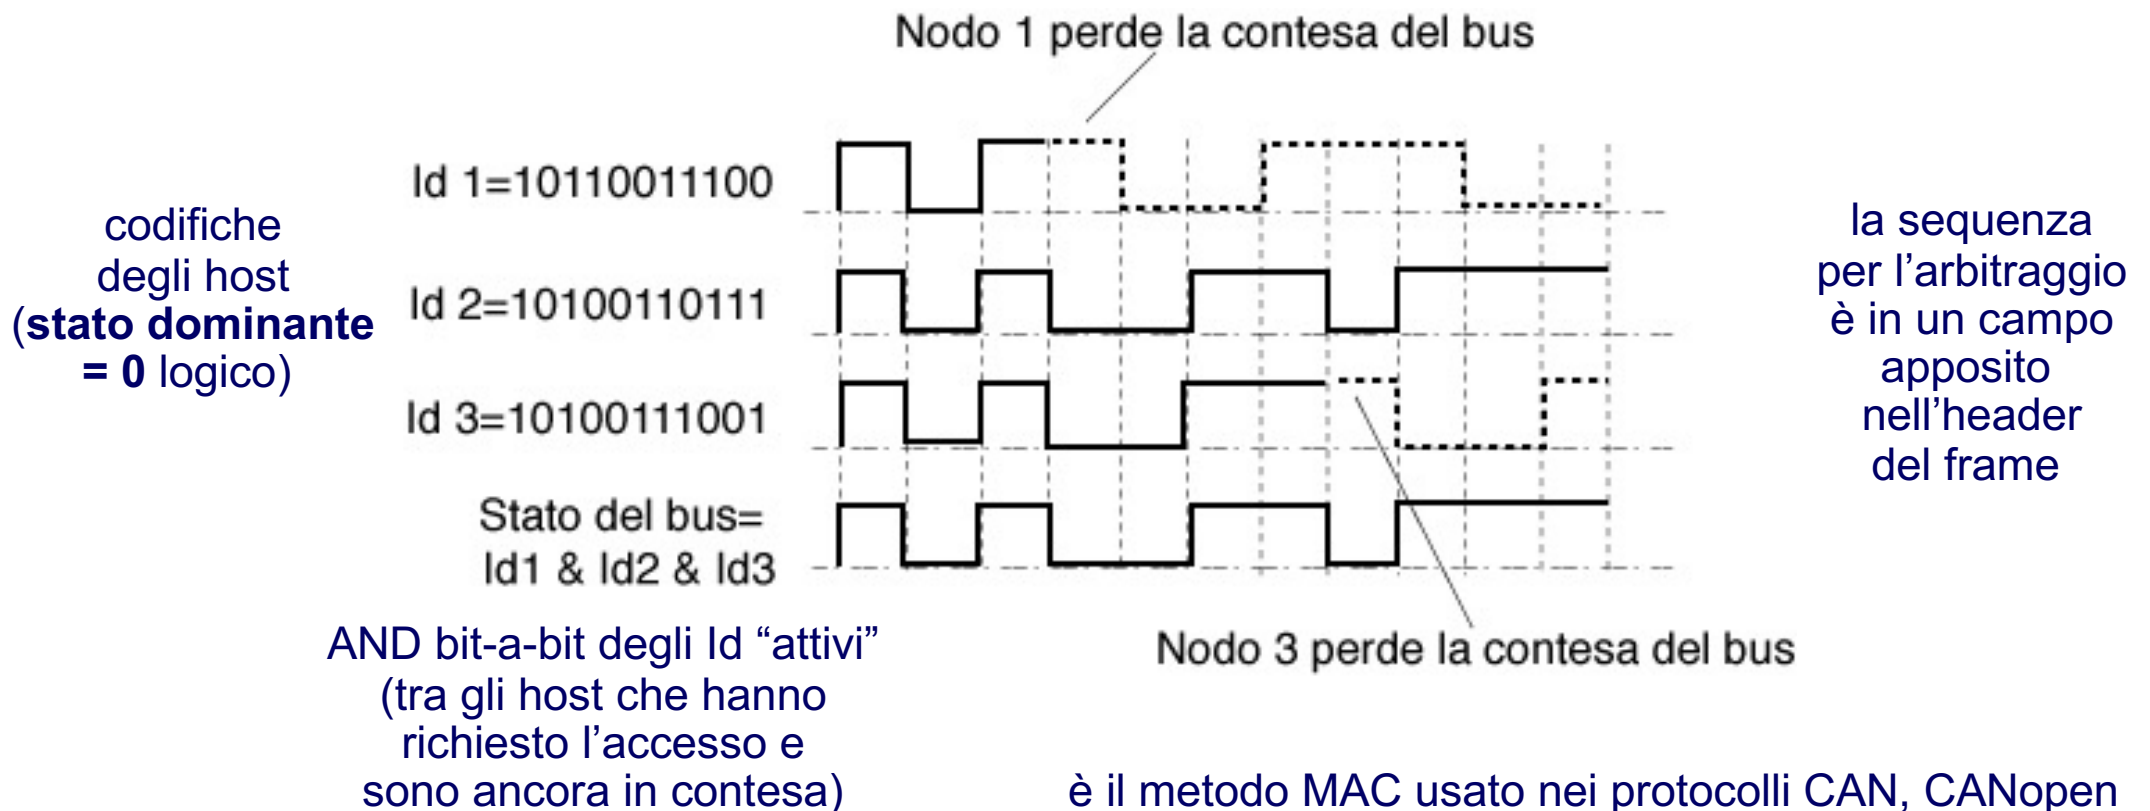 Nodo 1 perde la contesa del bus
codifiche
degli host
(stato dominante
= 0 logico)
Id 1=10110011100
Id 2=10100110111
Id 3=10100111001
Stato del bus=
Id1 & Id2 & Id3
la sequenza
per l’arbitraggio
è in un campo
apposito
nell’header
del frame
AND bit-a-bit degli Id “attivi”
(tra gli host che hanno
richiesto l’accesso e
sono ancora in contesa)
Nodo 3 perde la contesa del bus
è il metodo MAC usato nei protocolli CAN, CANopen